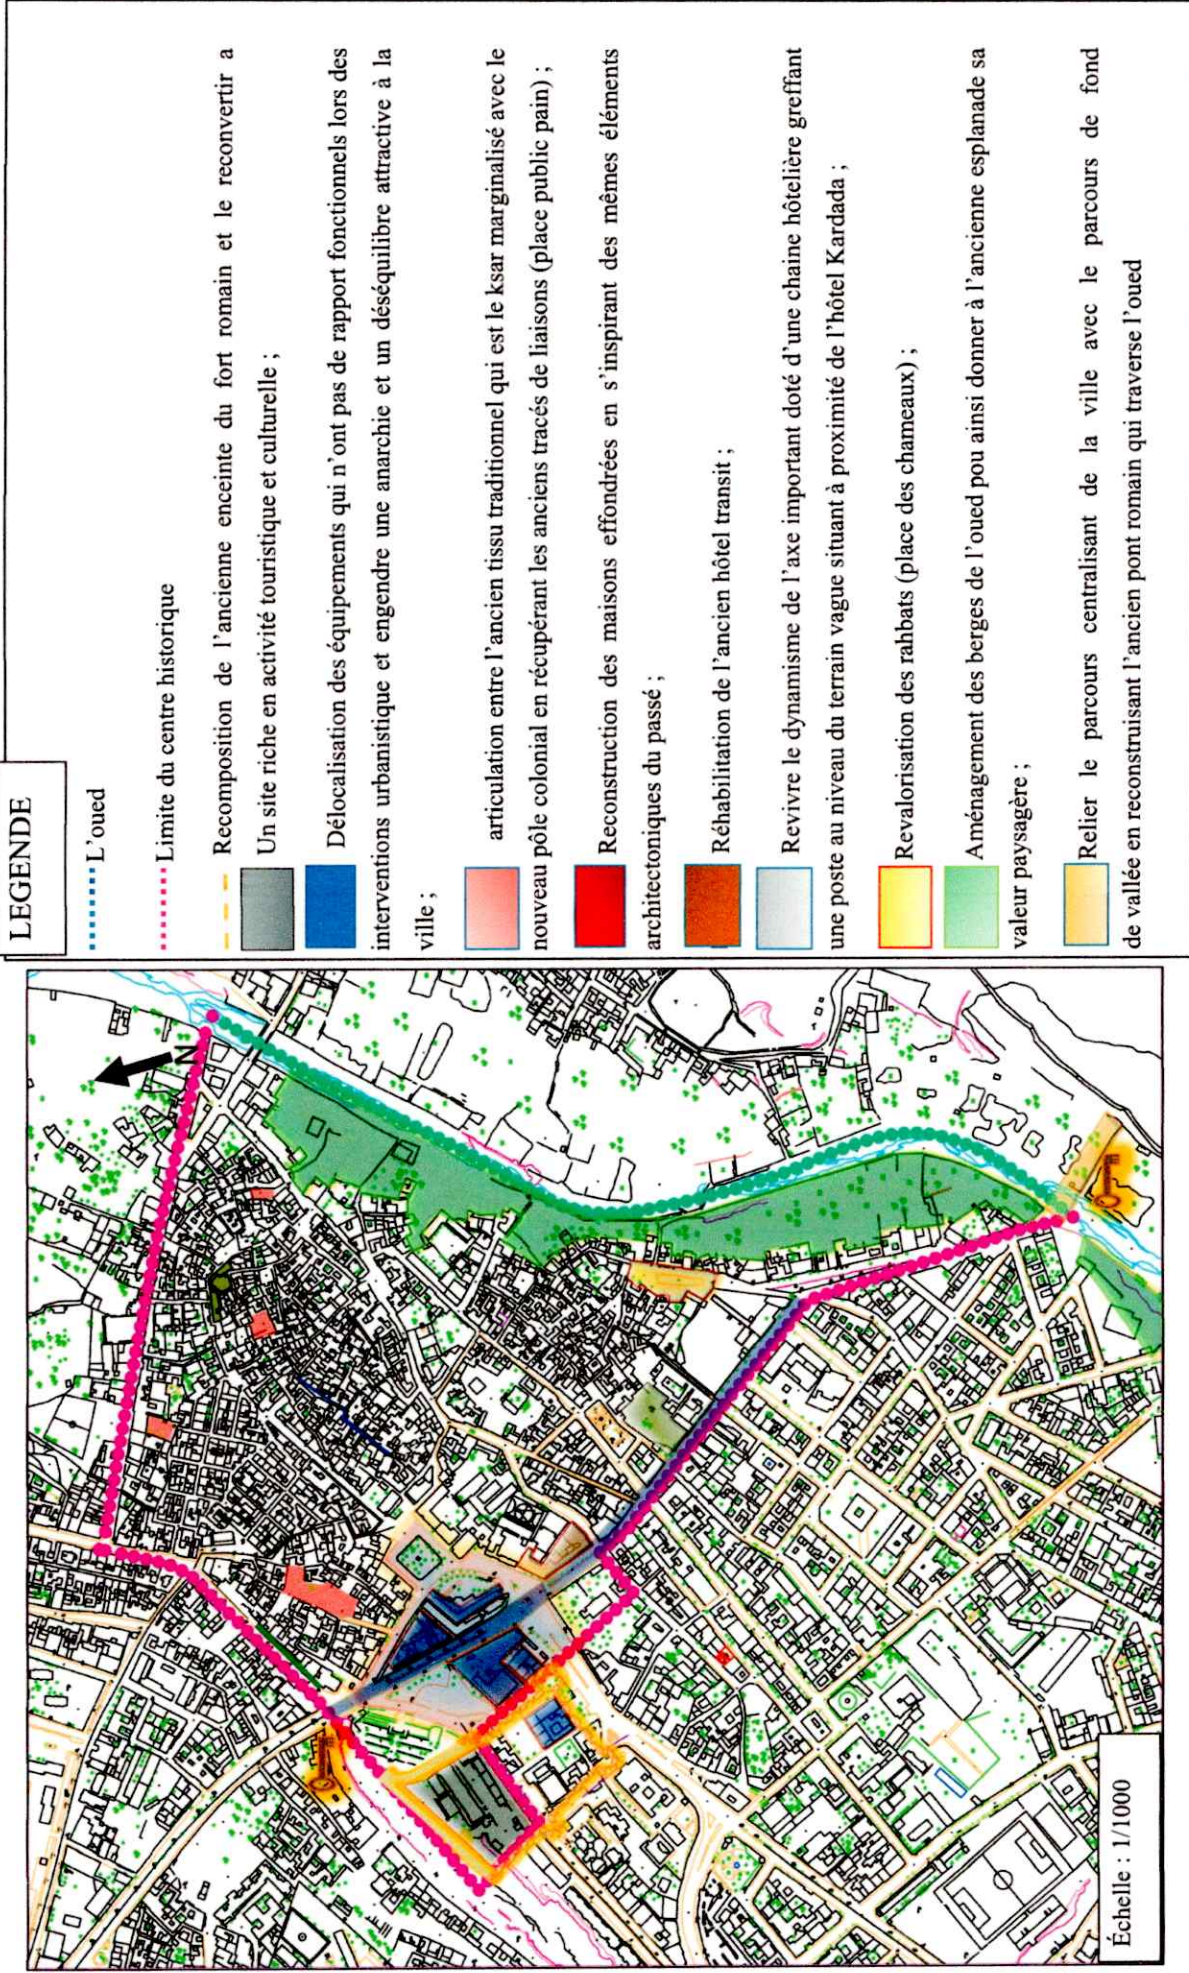 LEGENDE
L'oued
Limite du centre historique
Recomposition de l'ancienne enceinte du fort romain et le reconvertir a
Un site riche en activité touristique et culturelle ;
Délocalisation des équipements qui n'ont pas de rapport fonctionnels lors des
interventions urbanistique et engendre une anarchie et un déséquilibre attractive à la
ville ;
articulation entre l'ancien tissu traditionnel qui est le ksar marginalisé avec le
nouveau pôle colonial en récupérant les anciens tracés de liaisons (place public pain) ;
Reconstruction des maisons effondrées en s'inspirant des mêmes éléments
architectoniques du passé ;
Réhabilitation de l'ancien hôtel transit ;
Revivre le dynamisme de l'axe important doté d'une chaine hôtelière greffant
une poste au niveau du terrain vague situant à proximité de l'hôtel Kardada ;
Revalorisation des rahbats (place des chameaux) ;
Aménagement des berges de l'oued pou ainsi donner à l'ancienne esplanade sa
valeur paysagère ;
Relier le parcours centralisant de la ville avec le parcours de fond
de vallée en reconstruisant l'ancien pont romain qui traverse l'oued
N
Échelle : 1/1000